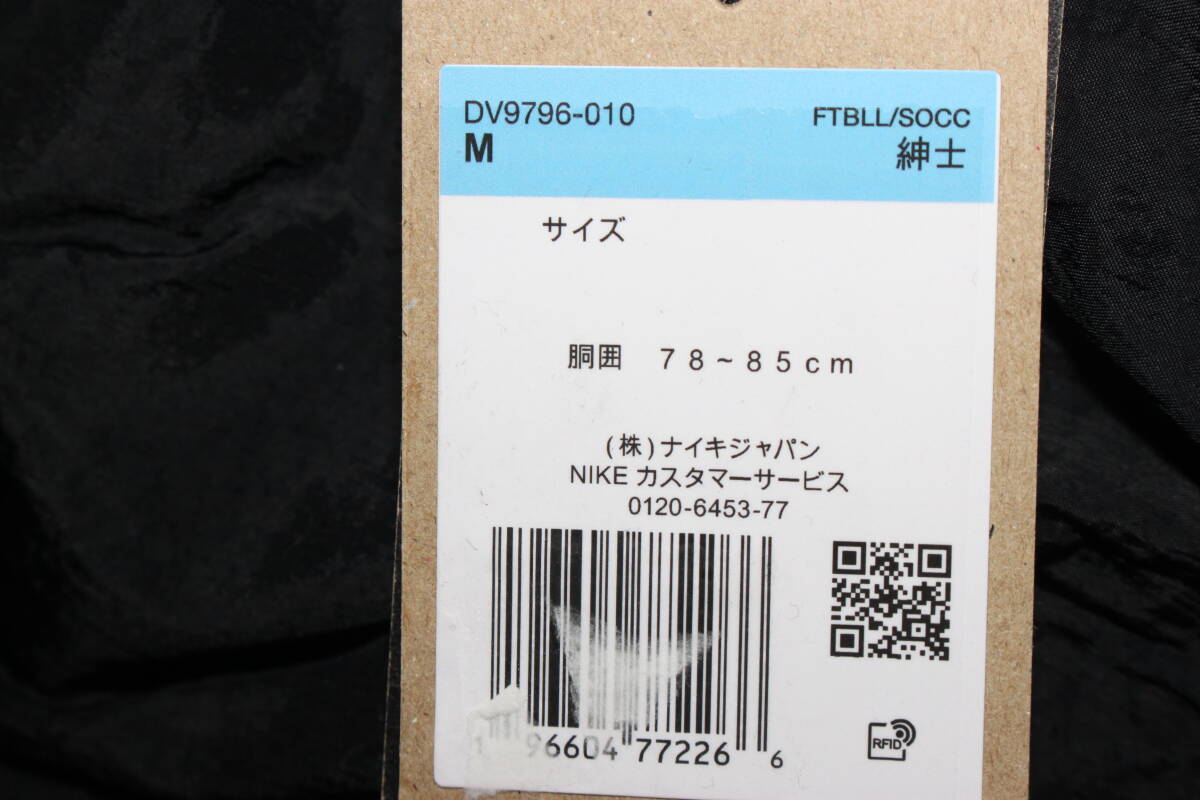 DV9796-010 FTBLL/SOCC
M 紳士
サイズ
胴囲 78~85cm
(株)ナイキジャパン
NIKE カスタマーサービス
0120-6453-77
96604 77226 6
RFID